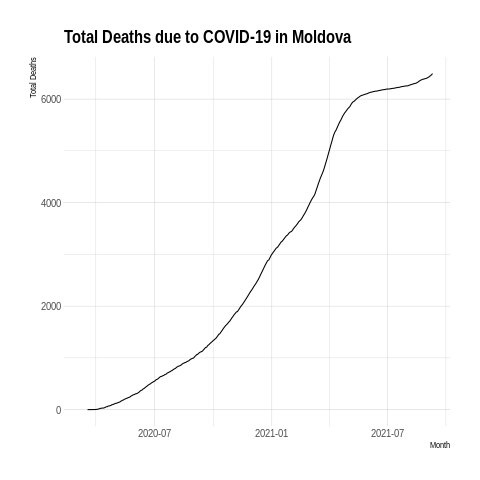 Total Deaths due to COVID-19 in Moldova
Total Deaths
6000
4000
2000
0
2020-07
2021-01
2021-07
Month